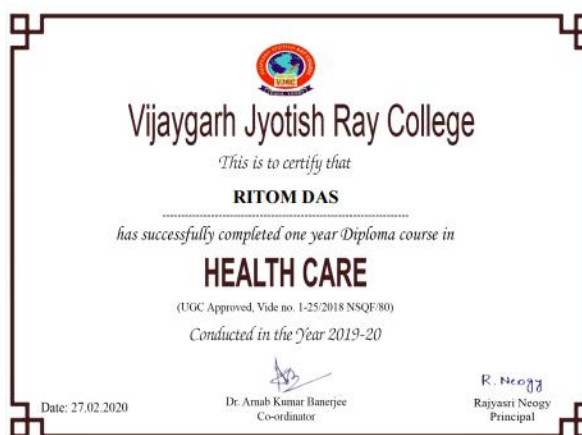 VJRC
Vijaygarh Jyotish Ray College
This is to certify that
RITOM DAS
has successfully completed one year Diploma course in
HEALTH CARE
(UGC Approved, Vide no. 1-25/2018 NSQF/80)
Conducted in the Year 2019-20
R. Neogy
Date: 27.02.2020
Dr. Arnab Kumar Banerjee
Co-ordinator
Rajyasri Neogy
Principal